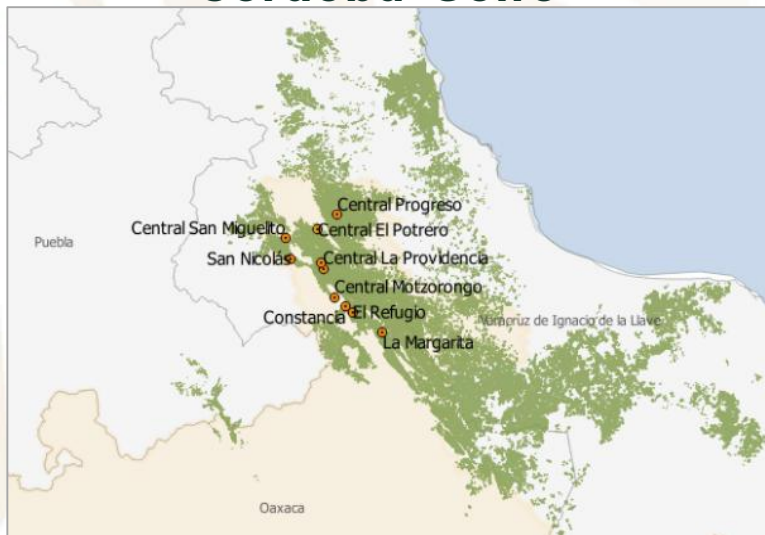 Central Progreso
Central San Miguelito
Central El Potrero
Puebla
San Nicolás
Central La Providencia
Central Motzorongo
Constancia
El Refugio
Veracruz de Ignacio de la Llave
La Margarita
Oaxaca